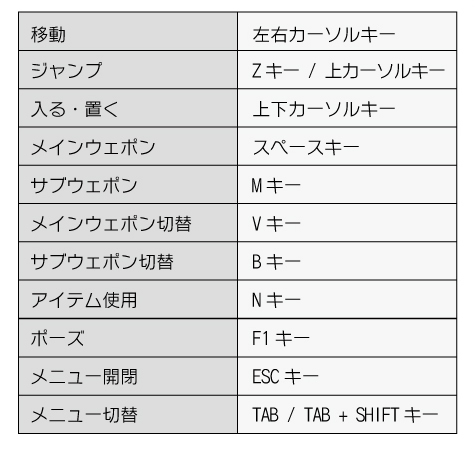 移動 左右カーソルキー
ジャンプ Zキー / 上カーソルキー
入る・置く 上下カーソルキー
メインウェポン スペースキー
サブウェポン Mキー
メインウェポン切替 Vキー
サブウェポン切替 Bキー
アイテム使用 Nキー
ポーズ F1キー
メニュー開閉 ESCキー
メニュー切替 TAB / TAB + SHIFTキー